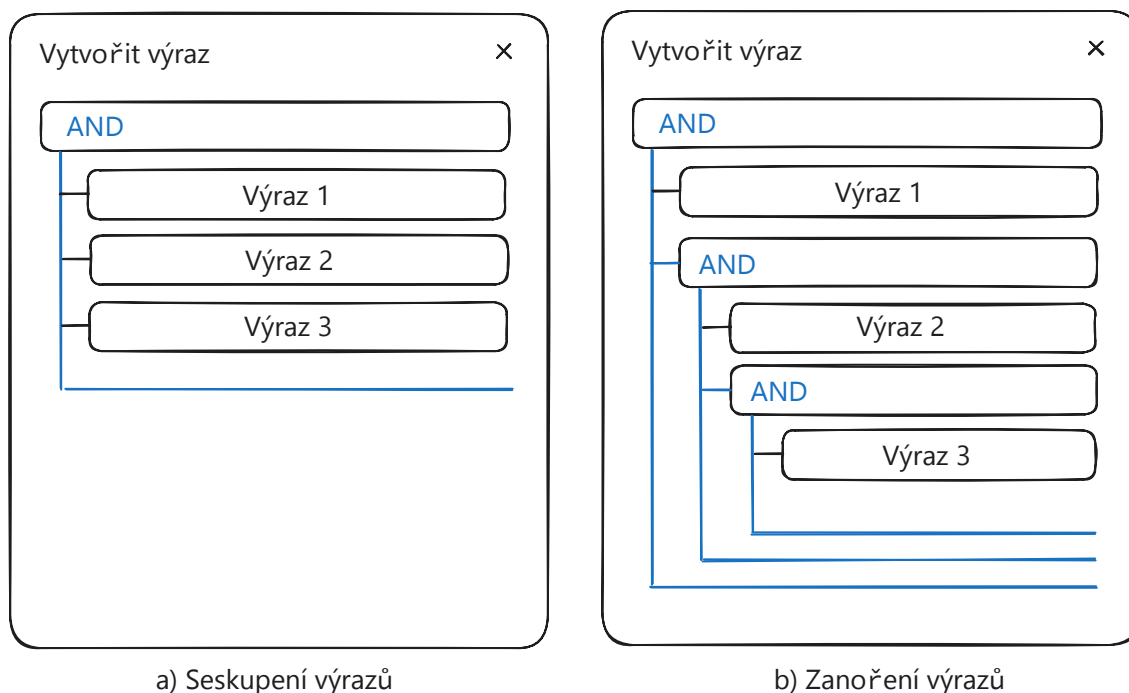 Vytvořit výraz
AND
Výraz 1
Výraz 2
Výraz 3
a) Seskupení výrazů
Vytvořit výraz
AND
Výraz 1
AND
Výraz 2
AND
Výraz 3
b) Zanoření výrazů